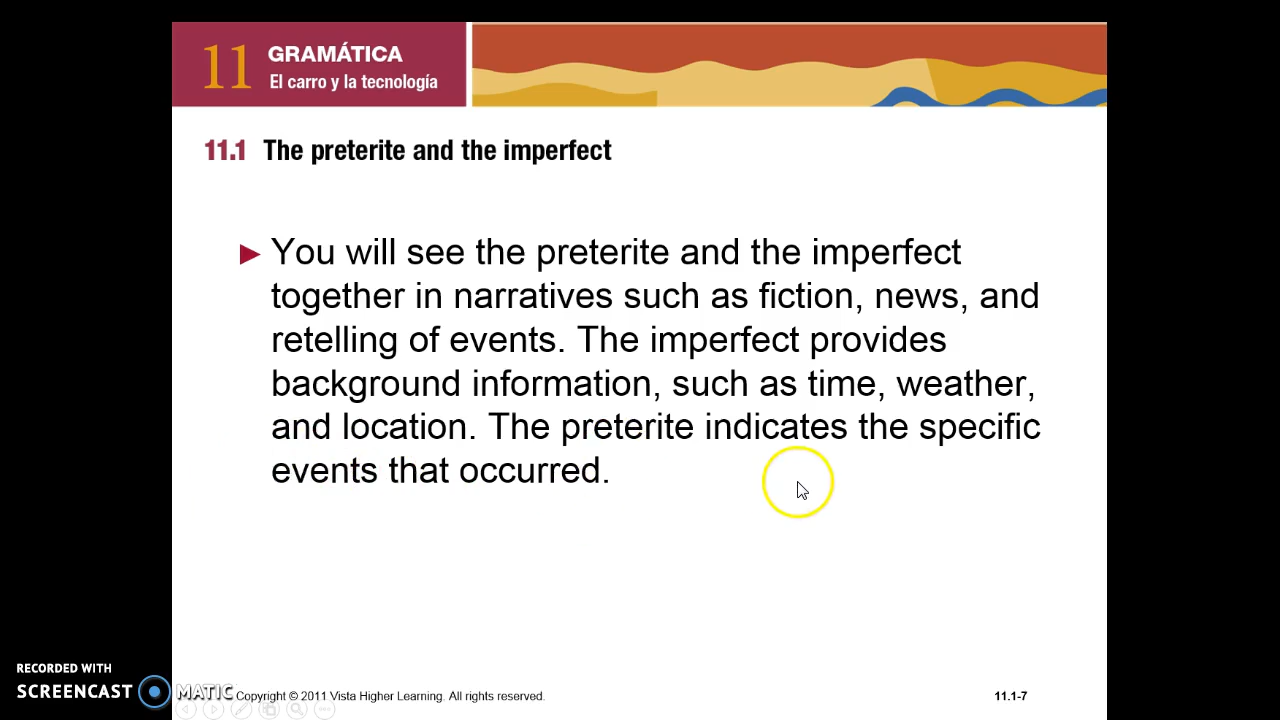 11 GRAMÁTICA
El carro y la tecnología
11.1 The preterite and the imperfect
► You will see the preterite and the imperfect
together in narratives such as fiction, news, and
retelling of events. The imperfect provides
background information, such as time, weather,
and location. The preterite indicates the specific
events that occurred.
RECORDED WITH
SCREENCAST MATIC
Copyright © 2011 Vista Higher Learning. All rights reserved.
11.1-7